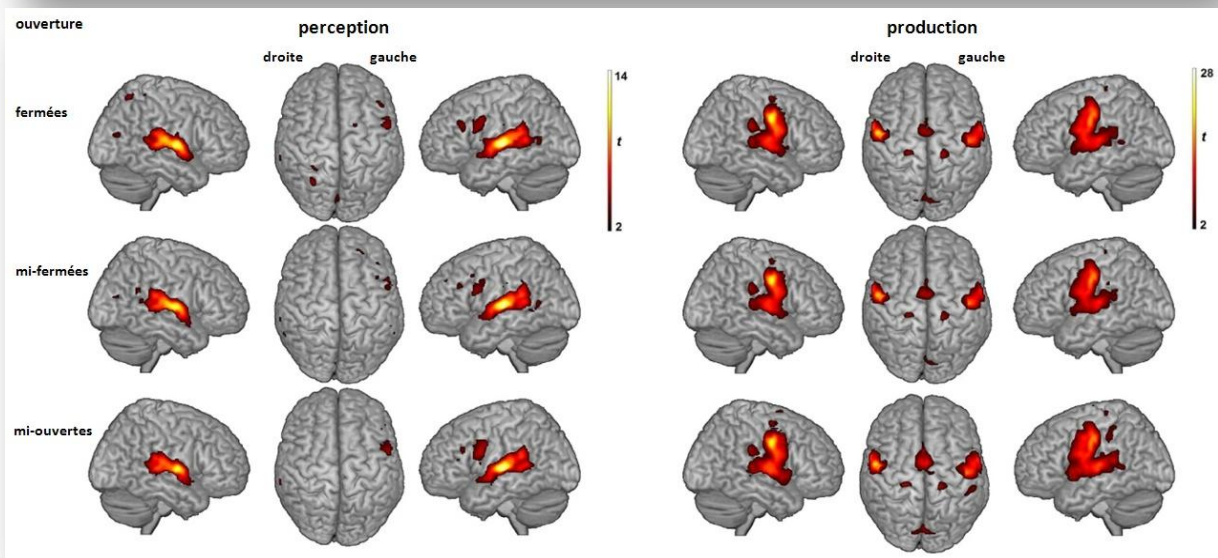 ouverture
perception
production
droite
gauche
droite
gauche
14
t
2
28
t
2
fermées
mi-fermées
mi-ouvertes